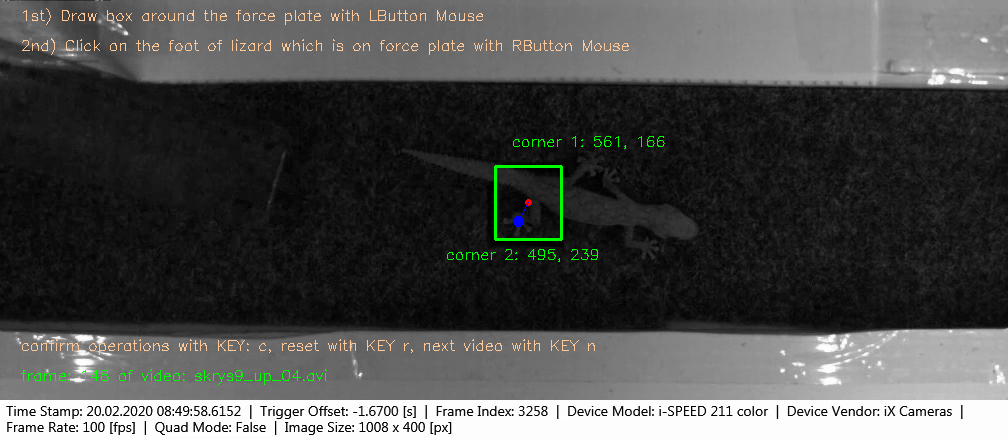 1st) Draw box around the force plate with LButton Mouse
2nd) Click on the foot of lizard which is on force plate with RButton Mouse
corner 1: 561, 166
corner 2: 495, 239
confirm operations with KEY: c, reset with KEY r, next video with KEY n
of video: skrys9_up_04.avi
Time Stamp: 20.02.2020 08:49:58.6152 | Trigger Offset: -1.6700 [s] | Frame Index: 3258 | Device Model: i-SPEED 211 color | Device Vendor: iX Cameras |
Frame Rate: 100 [fps] | Quad Mode: False | Image Size: 1008 x 400 [px]